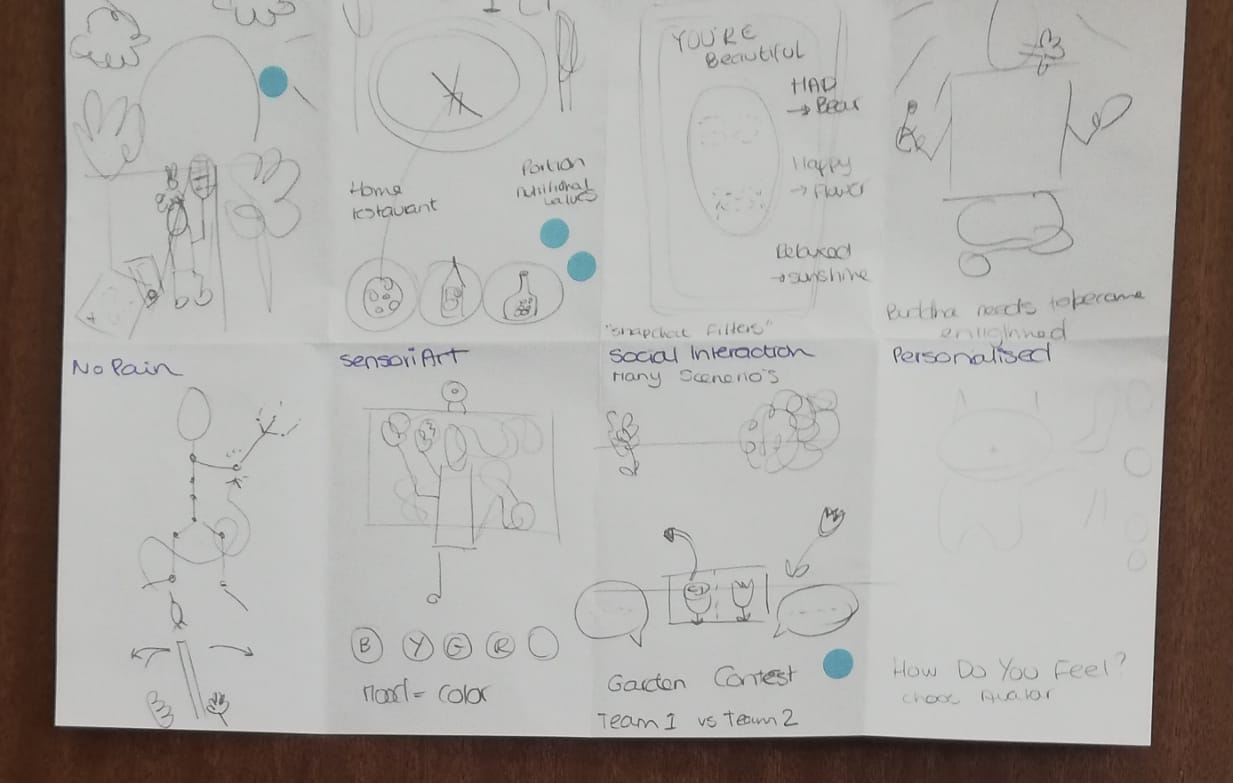 YOU'RE
Beautiful
HAD
→ Bear
Happy
→ Flower
Relaxed
→ sunshine
"snapchat Filters"
Home
restaurant
Portion
nutritional
values
Buddha needs to become
enlighned
No Pain
SensoriArt
B Y G R
Mood = Color
Social Interaction
Many Scenario's
Garden Contest
Team 1 vs Team 2
Personalised
How Do You Feel?
choos Avatar